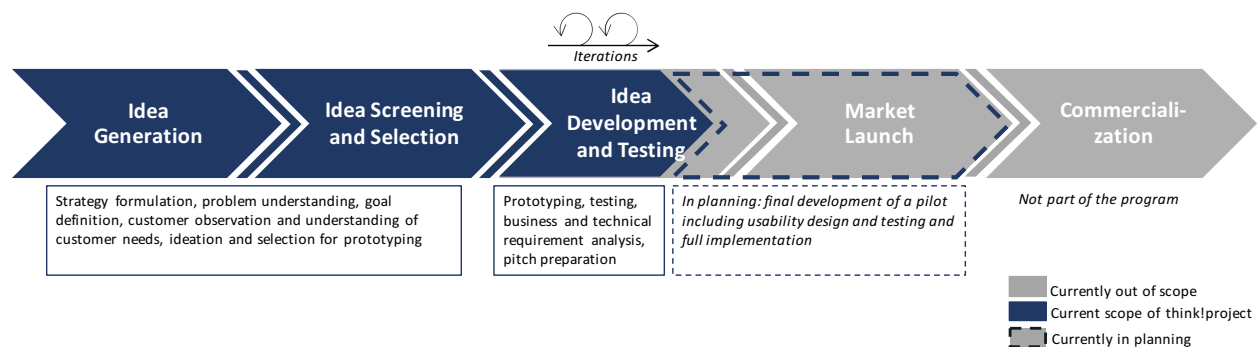 Iterations
Idea
Generation
Idea Screening
and Selection
Idea
Development
and Testing
Market
Launch
Commerciali-
zation
Strategy formulation, problem understanding, goal
definition, customer observation and understanding of
customer needs, ideation and selection for prototyping
Prototyping, testing,
business and technical
requirement analysis,
pitch preparation
In planning: final development of a pilot
including usability design and testing and
full implementation
Not part of the program
Currently out of scope
Current scope of think!project
Currently in planning